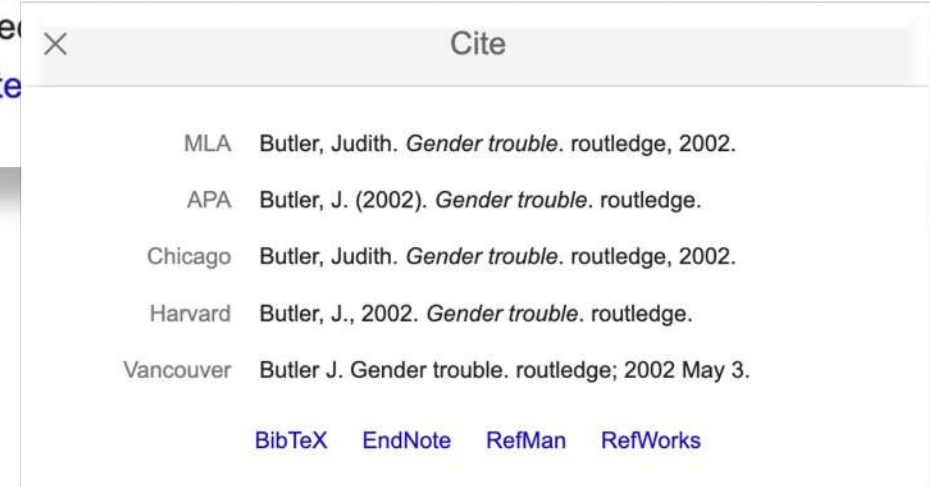 Cite
MLA Butler, Judith. Gender trouble. routledge, 2002.
APA Butler, J. (2002). Gender trouble. routledge.
Chicago Butler, Judith. Gender trouble. routledge, 2002.
Harvard Butler, J., 2002. Gender trouble. routledge.
Vancouver Butler J. Gender trouble. routledge; 2002 May 3.
BibTeX EndNote RefMan RefWorks